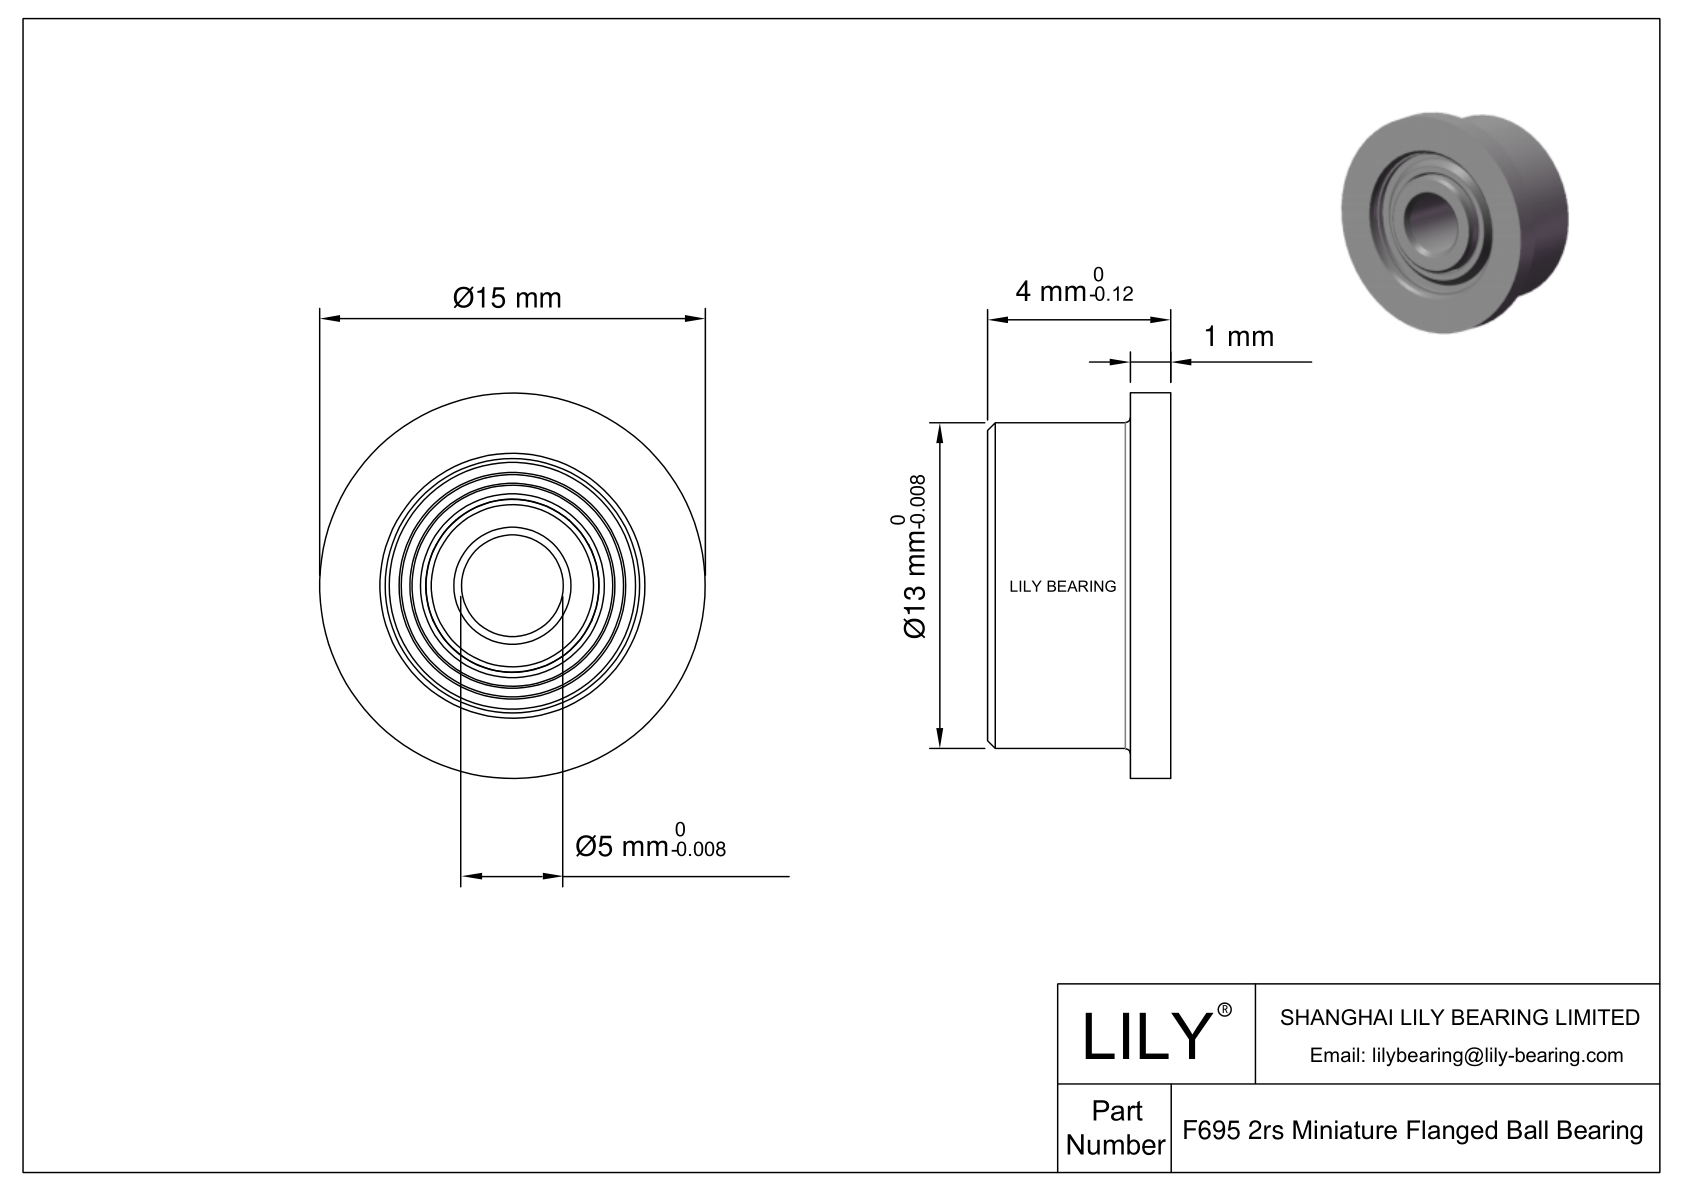 Ø15 mm
4 mm 0 -0.12
1 mm
Ø13 mm 0 -0.008
LILY BEARING
Ø5 mm 0 -0.008
LILY®
SHANGHAI LILY BEARING LIMITED
Email: lilybearing@lily-bearing.com
Part
Number
F695 2rs Miniature Flanged Ball Bearing